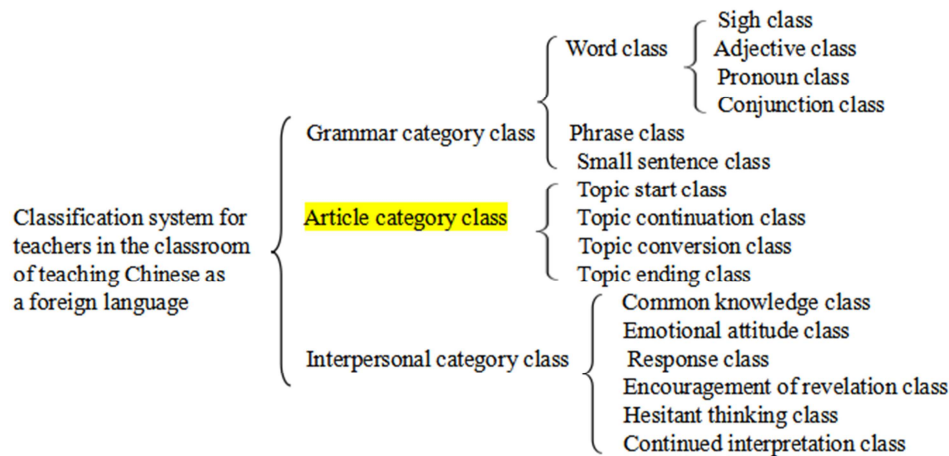 Classification system for
teachers in the classroom
of teaching Chinese as
a foreign language
Grammar category class
Word class
Sigh class
Adjective class
Pronoun class
Conjunction class
Phrase class
Small sentence class
Article category class
Topic start class
Topic continuation class
Topic conversion class
Topic ending class
Interpersonal category class
Common knowledge class
Emotional attitude class
Response class
Encouragement of revelation class
Hesitant thinking class
Continued interpretation class